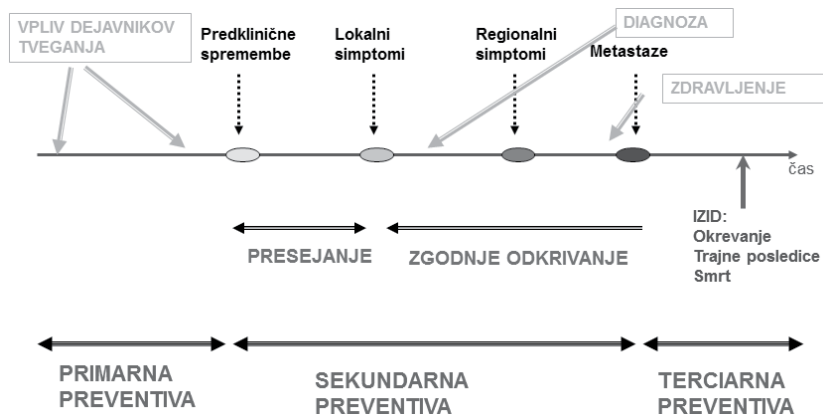 VPLIV DEJAVNIKOV
TVEGANJA
Predklinične
spremembe
Lokalni
simptomi
Regionalni
simptomi
DIAGNOZA
Metastaze
ZDRAVLJENJE
čas
PRESEJANJE
ZGODNJE ODKRIVANJE
IZID:
Okrevanje
Trajne posledice
Smrt
PRIMARNA
PREVENTIVA
SEKUNDARNA
PREVENTIVA
TERCIARNA
PREVENTIVA